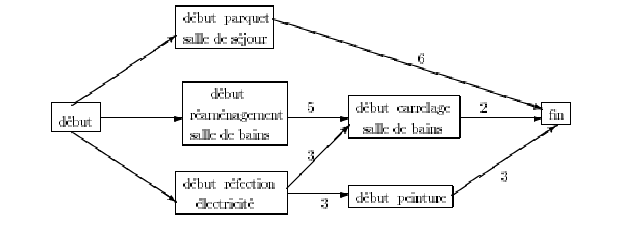 début parquet
salle de séjour
6
début
réaménagement
salle de bains
5
début carrelage
salle de bains
2
fin
début
3
début réfection
électricité
3
début peinture
3